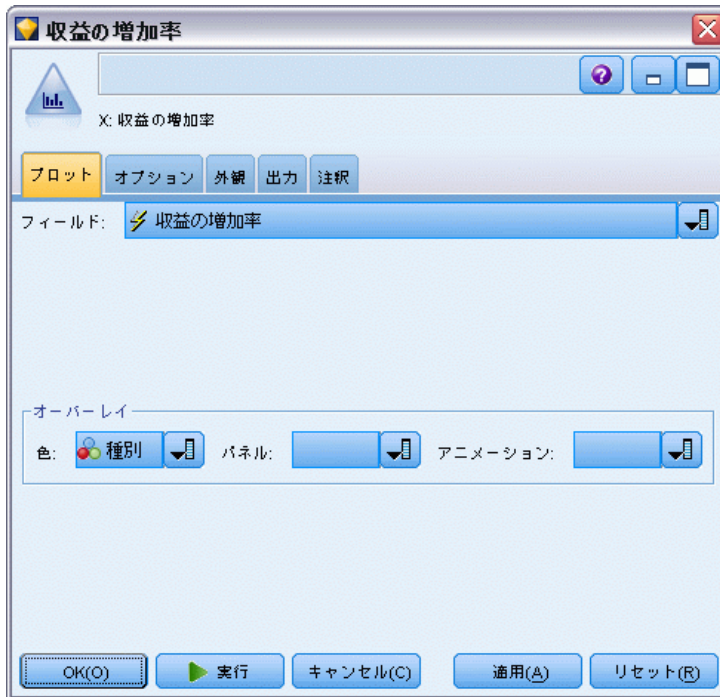 収益の増加率
X: 収益の増加率
プロット オプション 外観 出力 注釈
フィールド: 収益の増加率
オーバーレイ
色: 種別 パネル: アニメーション:
OK(O) 実行 キャンセル(C) 適用(A) リセット(R)